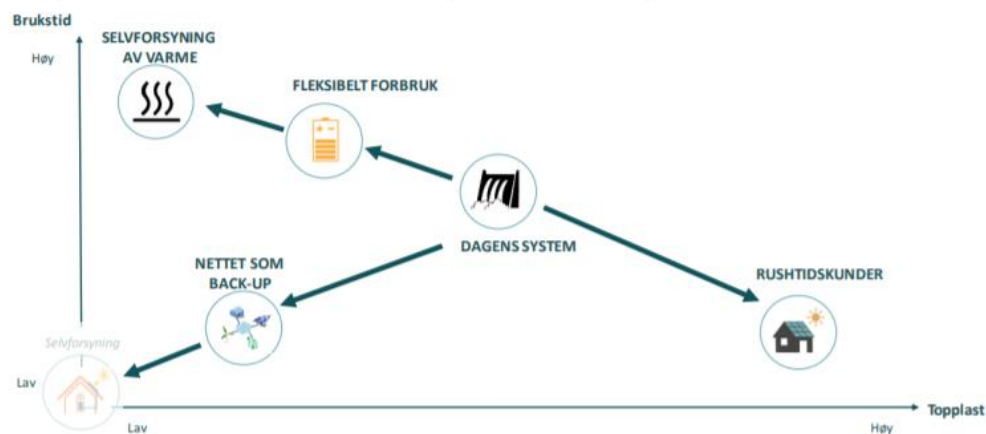 Brukstid
Høy
SELVFORSYNING
AV VARME
FLEKSIBELT FORBRUK
DAGENS SYSTEM
NETTET SOM
BACK-UP
RUSHTIDSKUNDER
Selvforsyning
Lav
Lav
Høy
Topplast